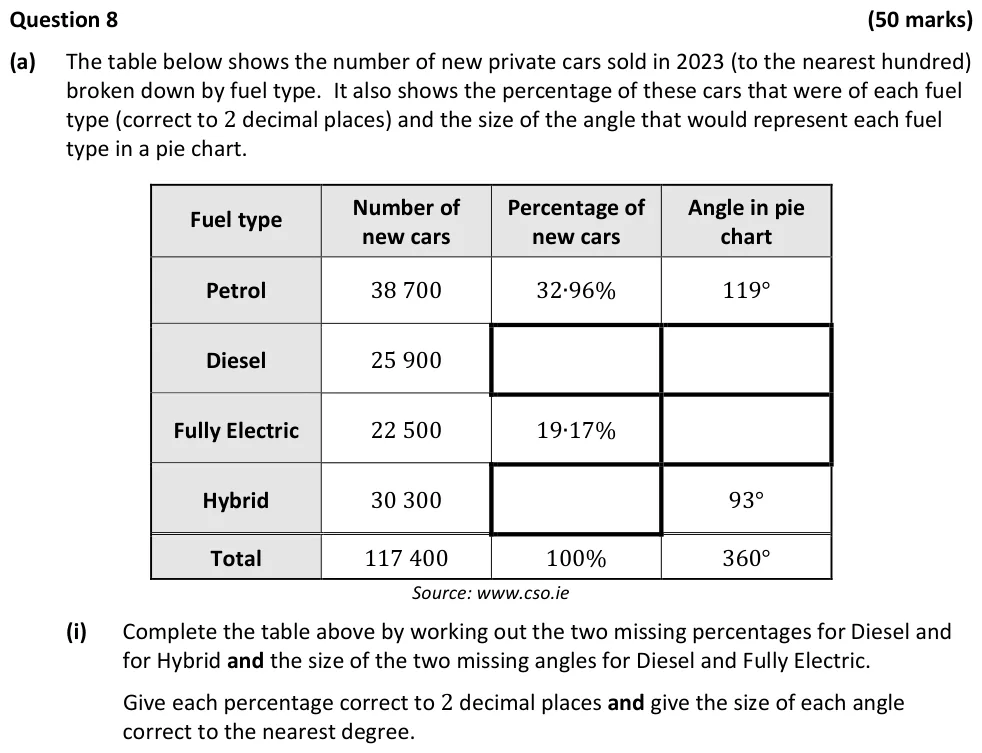 Question 8 (50 marks)
(a) The table below shows the number of new private cars sold in 2023 (to the nearest hundred)
broken down by fuel type. It also shows the percentage of these cars that were of each fuel
type (correct to 2 decimal places) and the size of the angle that would represent each fuel
type in a pie chart.
Fuel type Number of new cars Percentage of new cars Angle in pie chart
Petrol 38 700 32·96% 119°
Diesel 25 900
Fully Electric 22 500 19·17%
Hybrid 30 300 93°
Total 117 400 100% 360°
Source: www.cso.ie
(i) Complete the table above by working out the two missing percentages for Diesel and
for Hybrid and the size of the two missing angles for Diesel and Fully Electric.
Give each percentage correct to 2 decimal places and give the size of each angle
correct to the nearest degree.